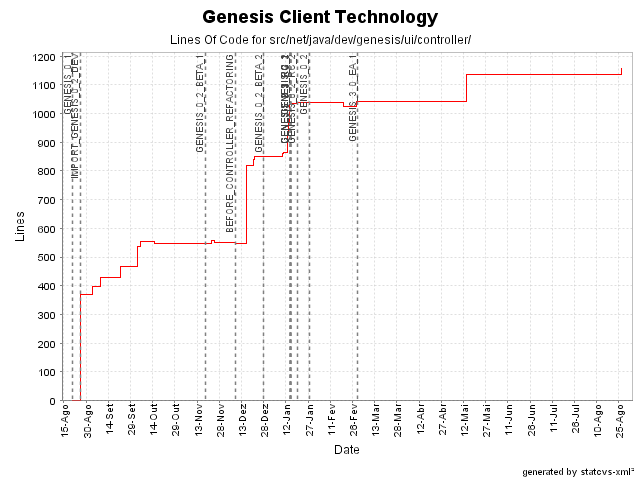 Genesis Client Technology
Lines Of Code for src/net/java/dev/genesis/ui/controller/
Lines
1200
1100
1000
900
800
700
600
500
400
300
200
100
0
GENESIS_0_1
IMPORT_GENESIS_0_2_DEV
GENESIS_0_2_BETA_1
BEFORE_CONTROLLER_REFACTORING
GENESIS_0_2_BETA_2
GENESIS_0_2
GENESIS_3_0_EA_1
15-Ago
30-Ago
14-Set
29-Set
14-Out
29-Out
13-Nov
28-Nov
13-Dez
28-Dez
12-Jan
27-Jan
11-Fev
26-Fev
13-Mar
28-Mar
12-Abr
27-Abr
12-Mai
27-Mai
11-Jun
26-Jun
11-Jul
26-Jul
10-Ago
25-Ago
Date
generated by statcvs-xml²